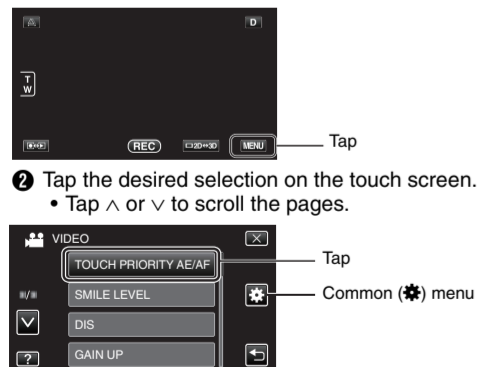 D
T
W
REC
2D⇔3D
MENU
Tap
❷ Tap the desired selection on the touch screen.
• Tap ∧ or ∨ to scroll the pages.
VIDEO
TOUCH PRIORITY AE/AF
Tap
SMILE LEVEL
Common (✽) menu
DIS
?
GAIN UP